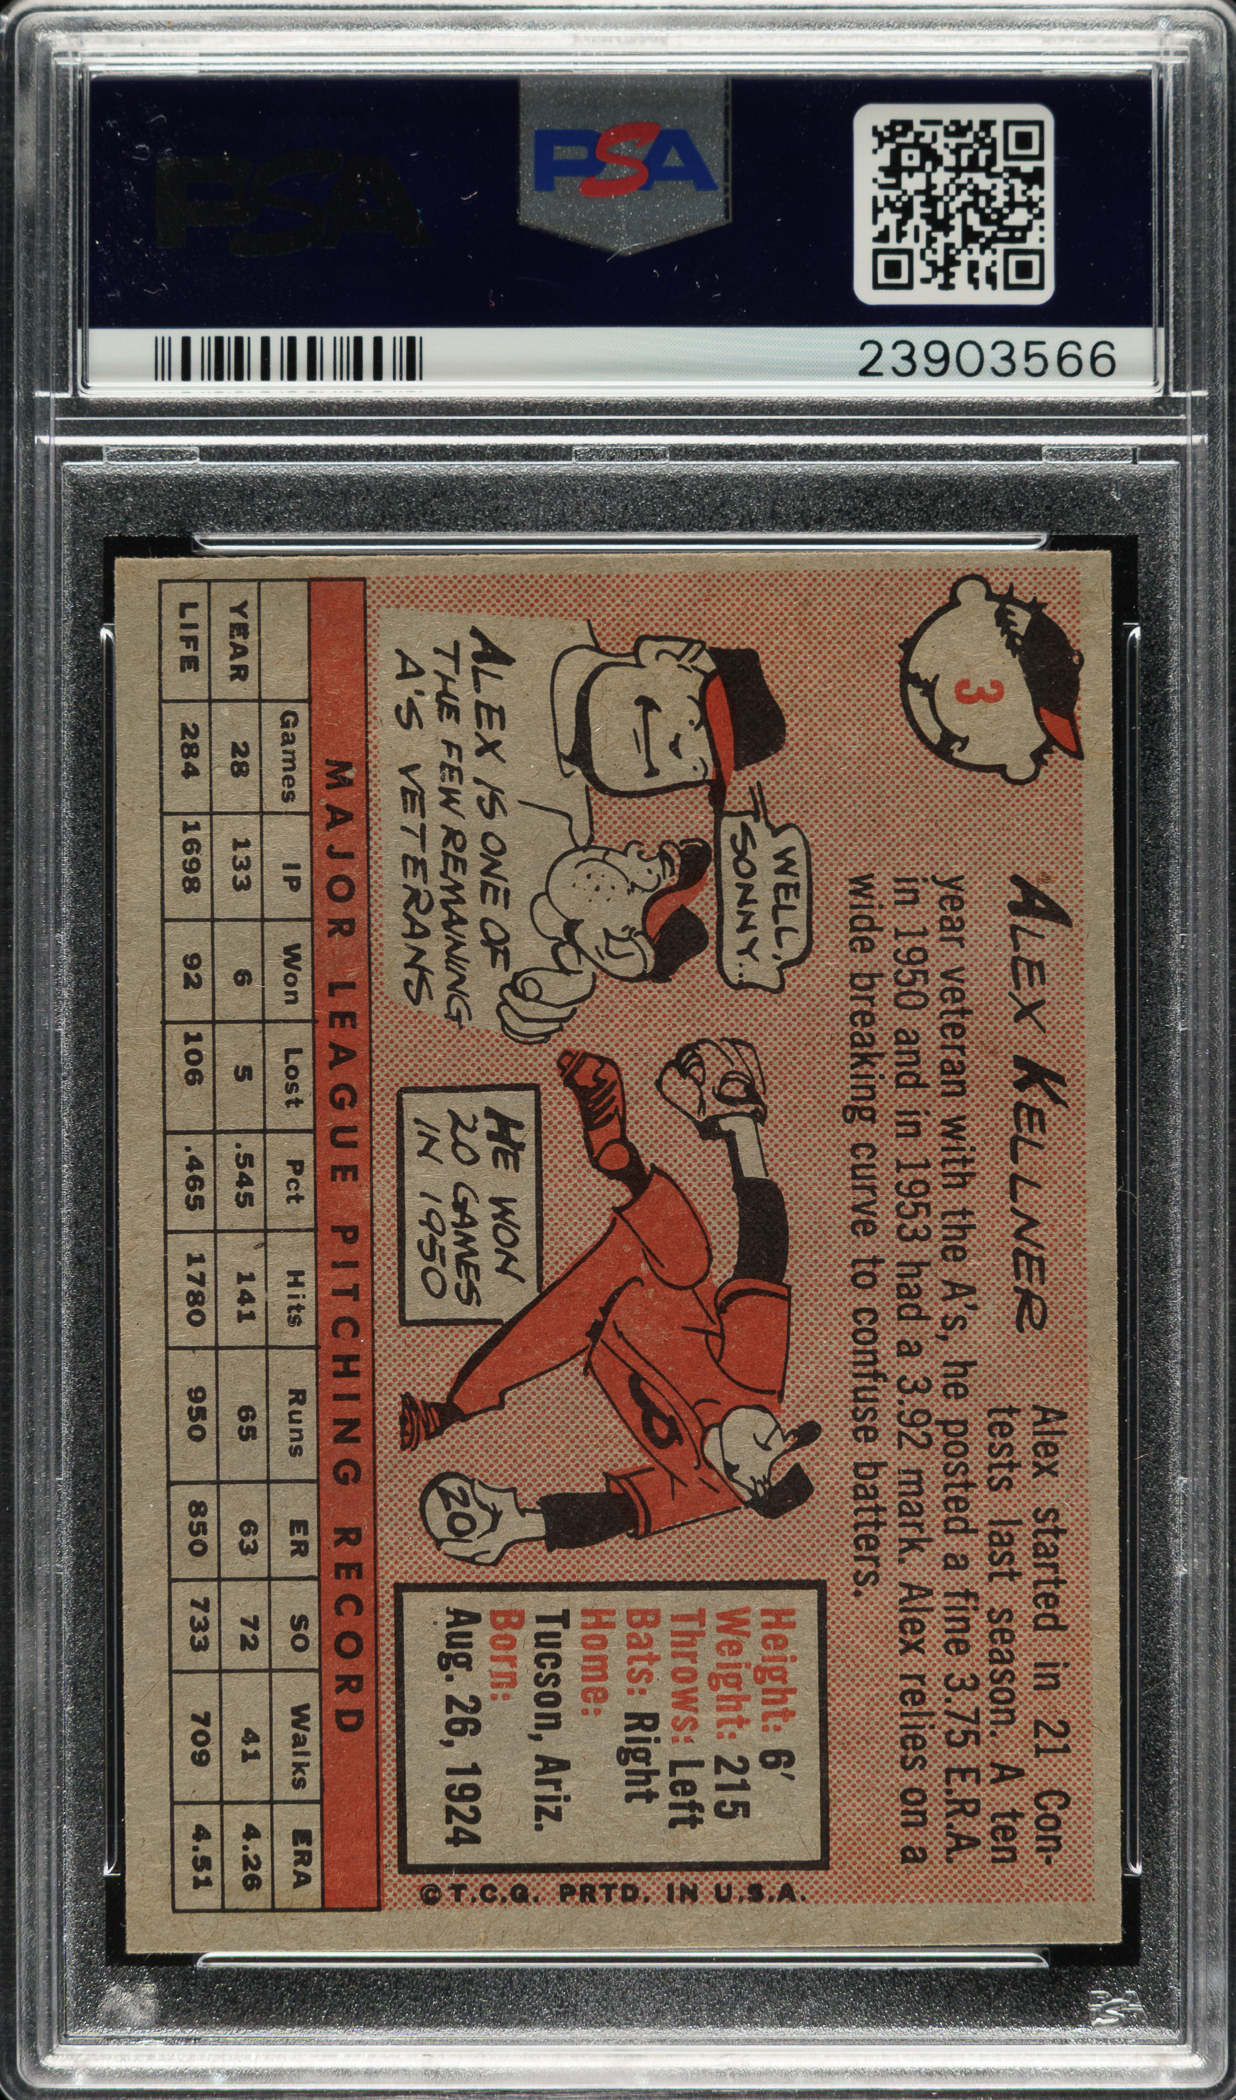 PSA
PSA
23903566
3
ALEX KELLNER
Alex started in 21 Con-
tests last season. A ten
year veteran with the A's, he posted a fine 3.75 E.R.A.
in 1950 and in 1953 had a 3.92 mark. Alex relies on a
wide breaking curve to confuse batters.
WELL,
SONNY...
ALEX IS ONE OF
THE FEW REMAINING
A'S VETERANS
HE WON
20 GAMES
IN 1950
20
Height: 6'
Weight: 215
Throws: Left
Bats: Right
Home:
Tucson, Ariz.
Born:
Aug. 26, 1924
©T.C.G. PRTD. IN U.S.A.
MAJOR LEAGUE PITCHING RECORD
Games IP Won Lost Pct Hits Runs ER SO Walks ERA
YEAR 28 133 6 5 .545 141 65 63 72 41 4.26
LIFE 284 1698 92 106 .465 1780 950 850 733 709 4.51
PSA